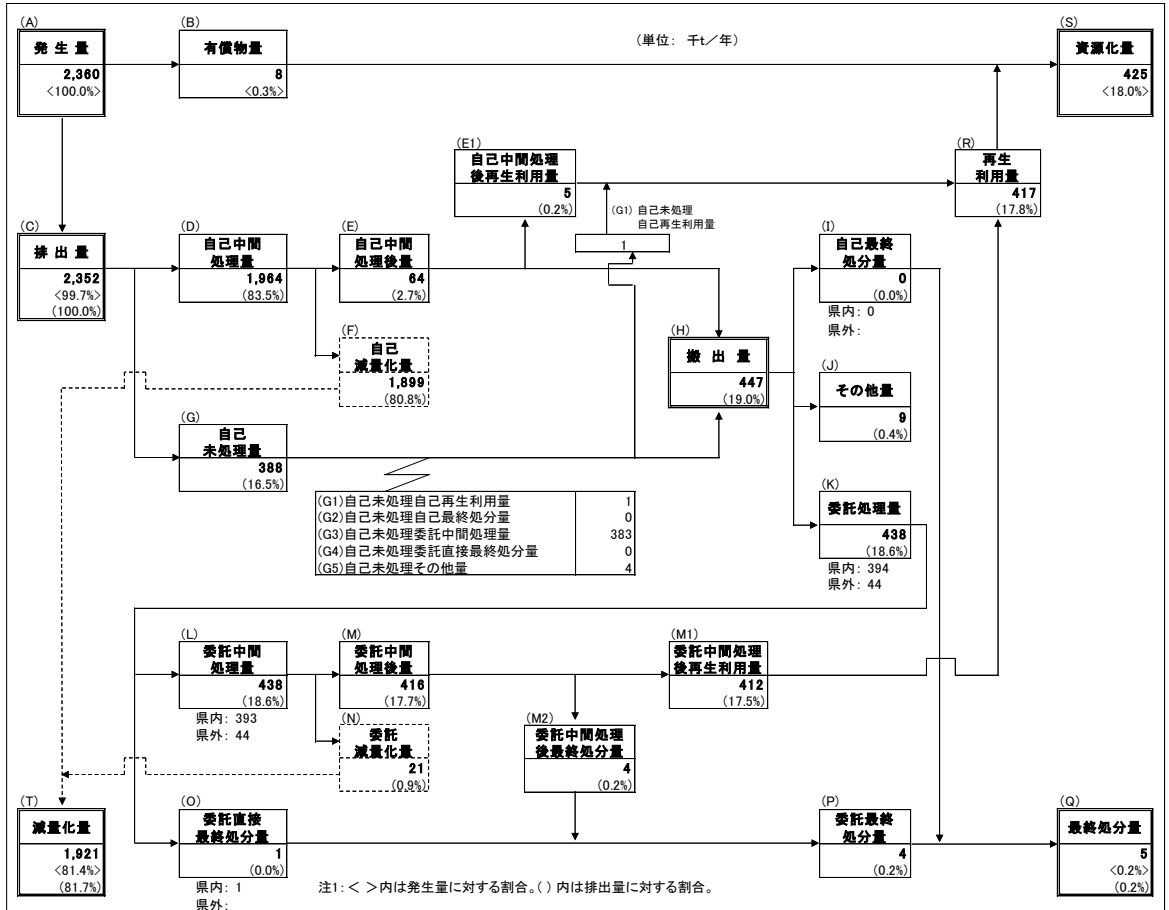 (A)
発 生 量
2,360
<100.0%>
(B)
有償物量
8
<0.3%>
(単位: 千t/年)
(S)
資源化量
425
<18.0%>
(E1)
自己中間処理
後再生利用量
5
(0.2%)
(G1) 自己未処理
自己再生利用量
1
(R)
再生
利用量
417
(17.8%)
(C)
排 出 量
2,352
<99.7%>
(100.0%)
(D)
自己中間
処理量
1,964
(83.5%)
(E)
自己中間
処理後量
64
(2.7%)
(F)
自己
減量化量
1,899
(80.8%)
(G)
自己
未処理量
388
(16.5%)
(H)
搬 出 量
447
(19.0%)
(I)
自己最終
処分量
0
(0.0%)
県内: 0
県外:
(J)
その他量
9
(0.4%)
(K)
委託処理量
438
(18.6%)
県内: 394
県外: 44
(G1)自己未処理自己再生利用量 1
(G2)自己未処理自己最終処分量 0
(G3)自己未処理委託中間処理量 383
(G4)自己未処理委託直接最終処分量 0
(G5)自己未処理その他量 4
(L)
委託中間
処理量
438
(18.6%)
県内: 393
県外: 44
(M)
委託中間
処理後量
416
(17.7%)
(N)
委託
減量化量
21
(0.9%)
(M1)
委託中間処理
後再生利用量
412
(17.5%)
(M2)
委託中間処理
後最終処分量
4
(0.2%)
(T)
減量化量
1,921
<81.4%>
(81.7%)
(O)
委託直接
最終処分量
1
(0.0%)
県内: 1
県外:
(P)
委託最終
処分量
4
(0.2%)
(Q)
最終処分量
5
<0.2%>
(0.2%)
注1:< >内は発生量に対する割合。( )内は排出量に対する割合。